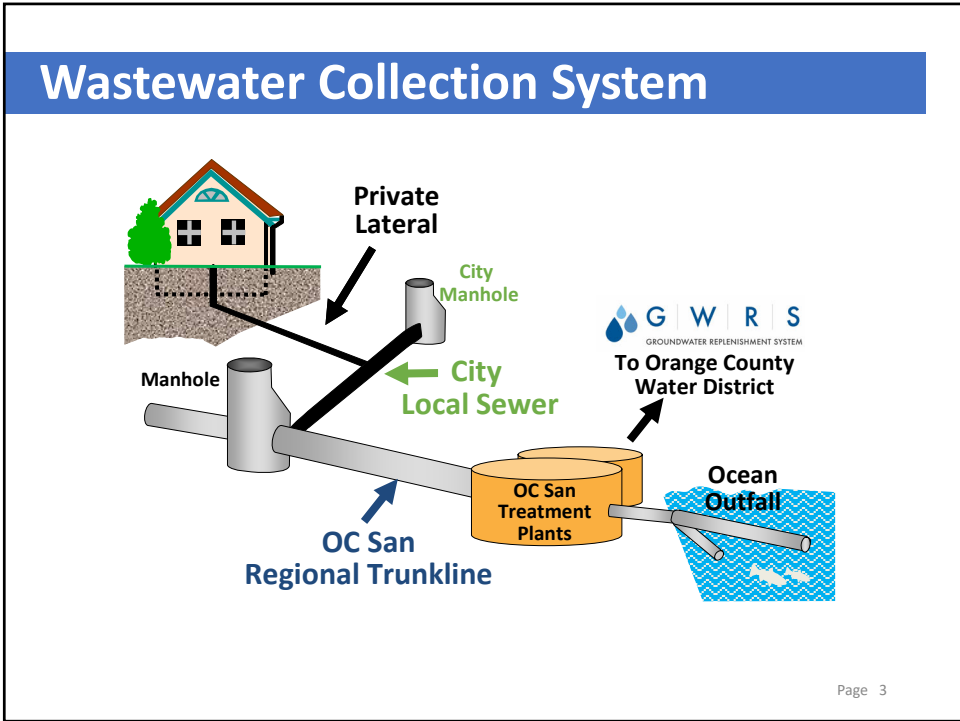 Wastewater Collection System
Private
Lateral
City
Manhole
G W R S
GROUNDWATER REPLENISHMENT SYSTEM
To Orange County
Water District
Manhole
City
Local Sewer
OC San
Treatment
Plants
Ocean
Outfall
OC San
Regional Trunkline
Page 3